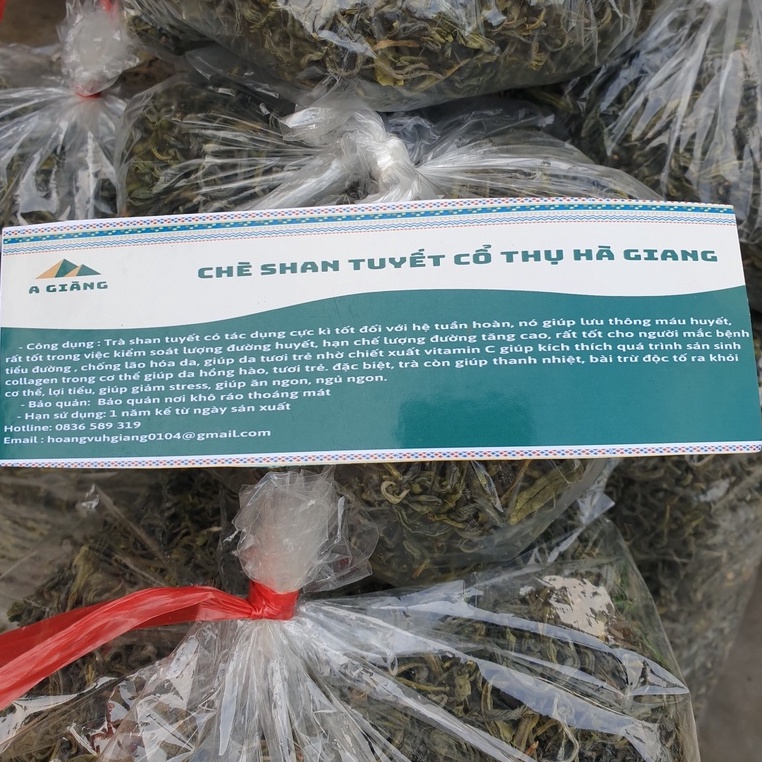 A GIÀNG
CHÈ SHAN TUYẾT CỔ THỤ HÀ GIANG
- Công dụng : Trà shan tuyết có tác dụng cực kì tốt đối với hệ tuần hoàn, nó giúp lưu thông máu huyết,
rất tốt trong việc kiểm soát lượng đường huyết, hạn chế lượng đường tăng cao, rất tốt cho người mắc bệnh
tiểu đường , chống lão hóa da, giúp da tươi trẻ nhờ chiết xuất vitamin C giúp kích thích quá trình sản sinh
collagen trong cơ thể giúp da hồng hào, tươi trẻ. đặc biệt, trà còn giúp thanh nhiệt, bài trừ độc tố ra khỏi
cơ thể, lợi tiểu, giúp giảm stress, giúp ăn ngon, ngủ ngon.
- Bảo quản: Bảo quản nơi khô ráo thoáng mát
- Hạn sử dụng: 1 năm kể từ ngày sản xuất
Hotline: 0836 589 319
Email : hoangvuhgiang0104@gmail.com